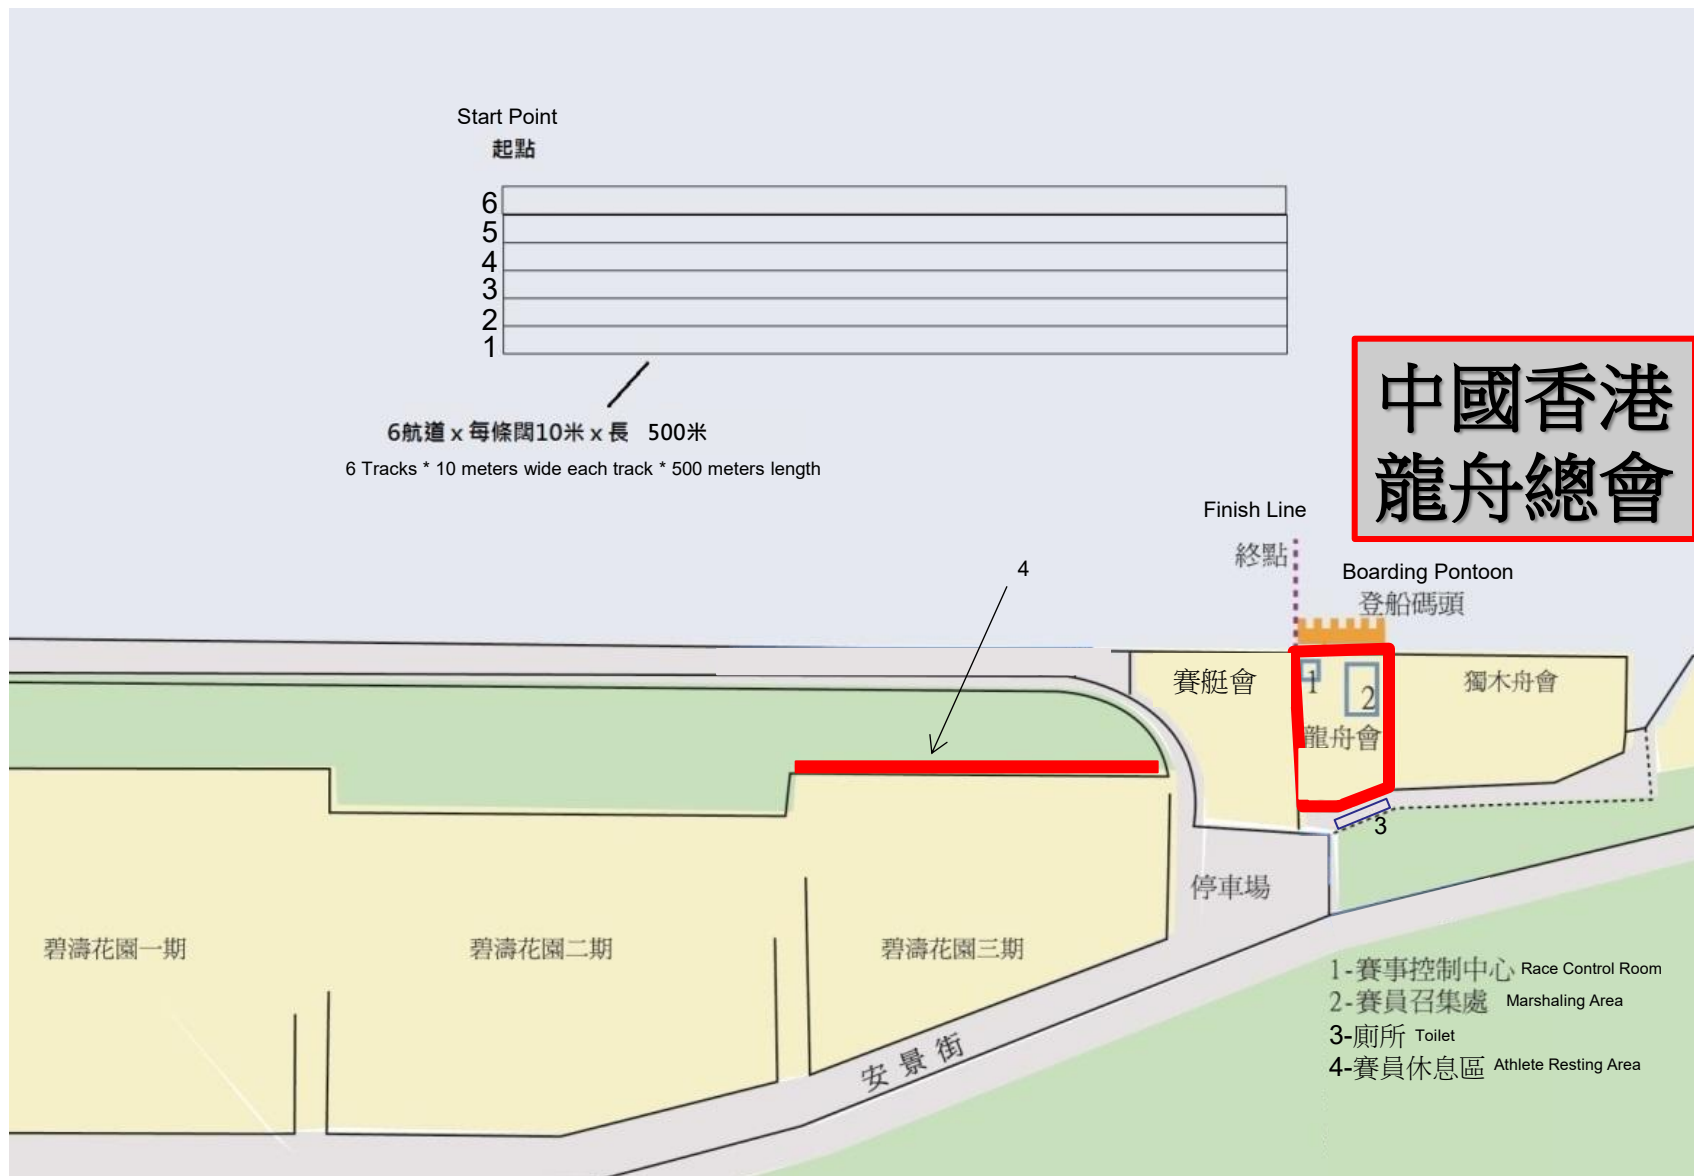 Start Point
起點
6
5
4
3
2
1
6航道 x 每條闊10米 x 長 500米
6 Tracks * 10 meters wide each track * 500 meters length
中國香港
龍舟總會
Finish Line
終點
Boarding Pontoon
登船碼頭
4
賽艇會
1
2
龍舟會
獨木舟會
3
停車場
碧濤花園一期
碧濤花園二期
碧濤花園三期
安景街
1-賽事控制中心 Race Control Room
2-賽員召集處 Marshaling Area
3-廁所 Toilet
4-賽員休息區 Athlete Resting Area